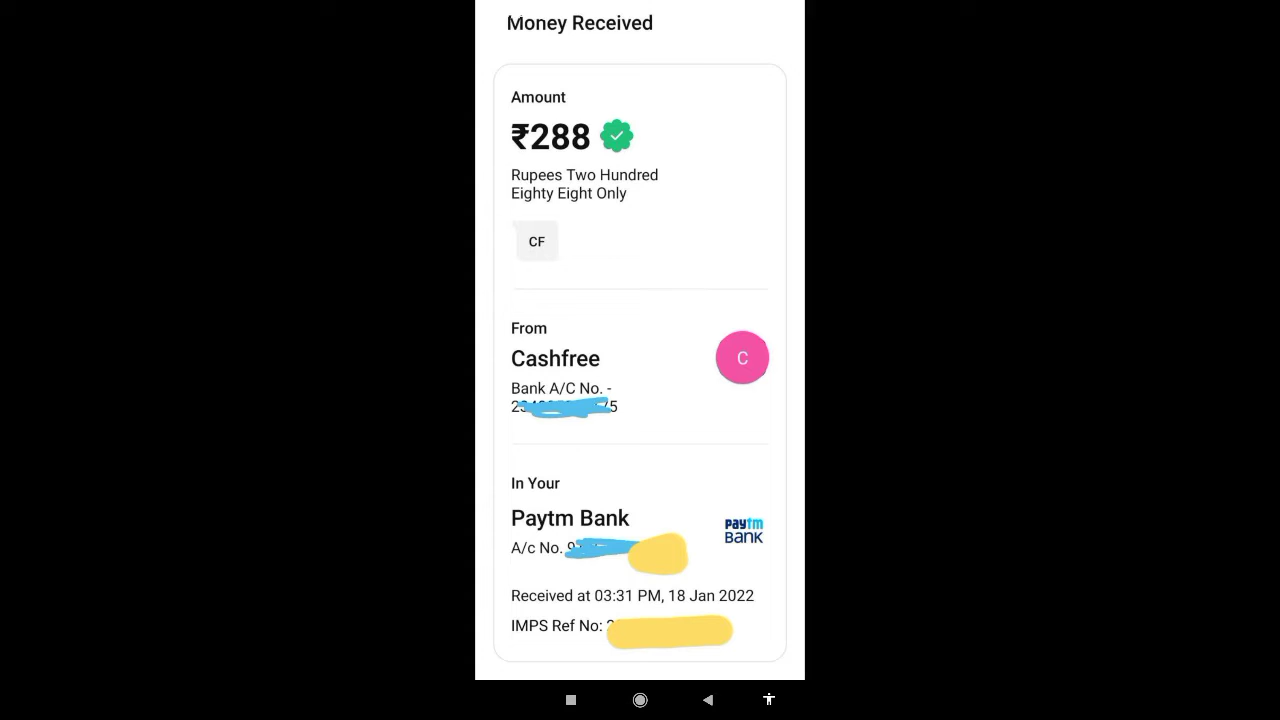 Money Received
Amount
₹288
Rupees Two Hundred
Eighty Eight Only
CF
From
Cashfree
C
Bank A/C No. -
In Your
Paytm Bank
paytm
BANK
A/c No.
Received at 03:31 PM, 18 Jan 2022
IMPS Ref No: